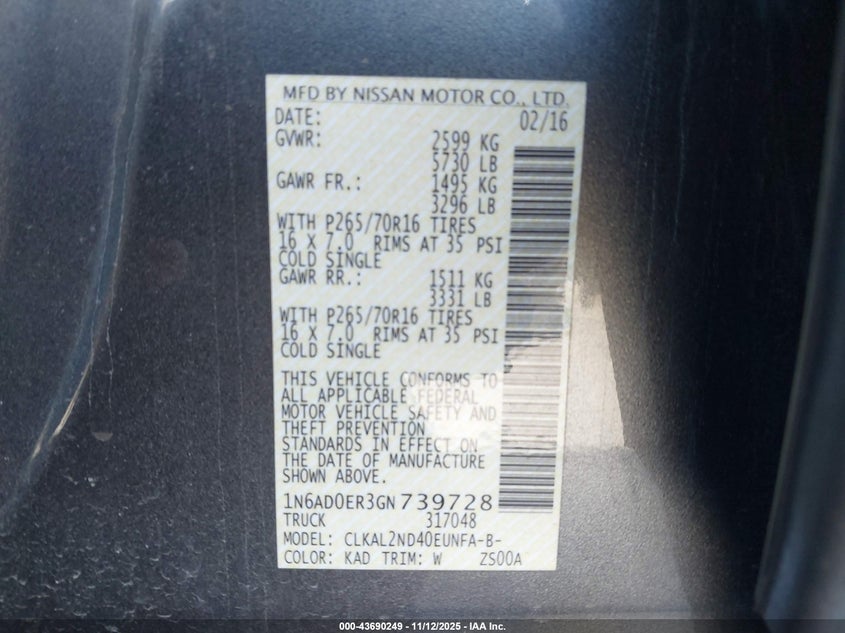 MFD BY NISSAN MOTOR CO., LTD.
DATE: 02/16
GVWR: 2599 KG
5730 LB
GAWR FR.: 1495 KG
3296 LB
WITH P265/70R16 TIRES
16 X 7.0 RIMS AT 35 PSI
COLD SINGLE
GAWR RR.: 1511 KG
3331 LB
WITH P265/70R16 TIRES
16 X 7.0 RIMS AT 35 PSI
COLD SINGLE
THIS VEHICLE CONFORMS TO
ALL APPLICABLE FEDERAL
MOTOR VEHICLE SAFETY AND
THEFT PREVENTION
STANDARDS IN EFFECT ON
THE DATE OF MANUFACTURE
SHOWN ABOVE.
1N6AD0ER3GN739728
TRUCK 317048
MODEL: CLKAL2ND40EUNFA-B-
COLOR: KAD TRIM: W ZS00A
000-43690249 - 11/12/2025 - IAA Inc.